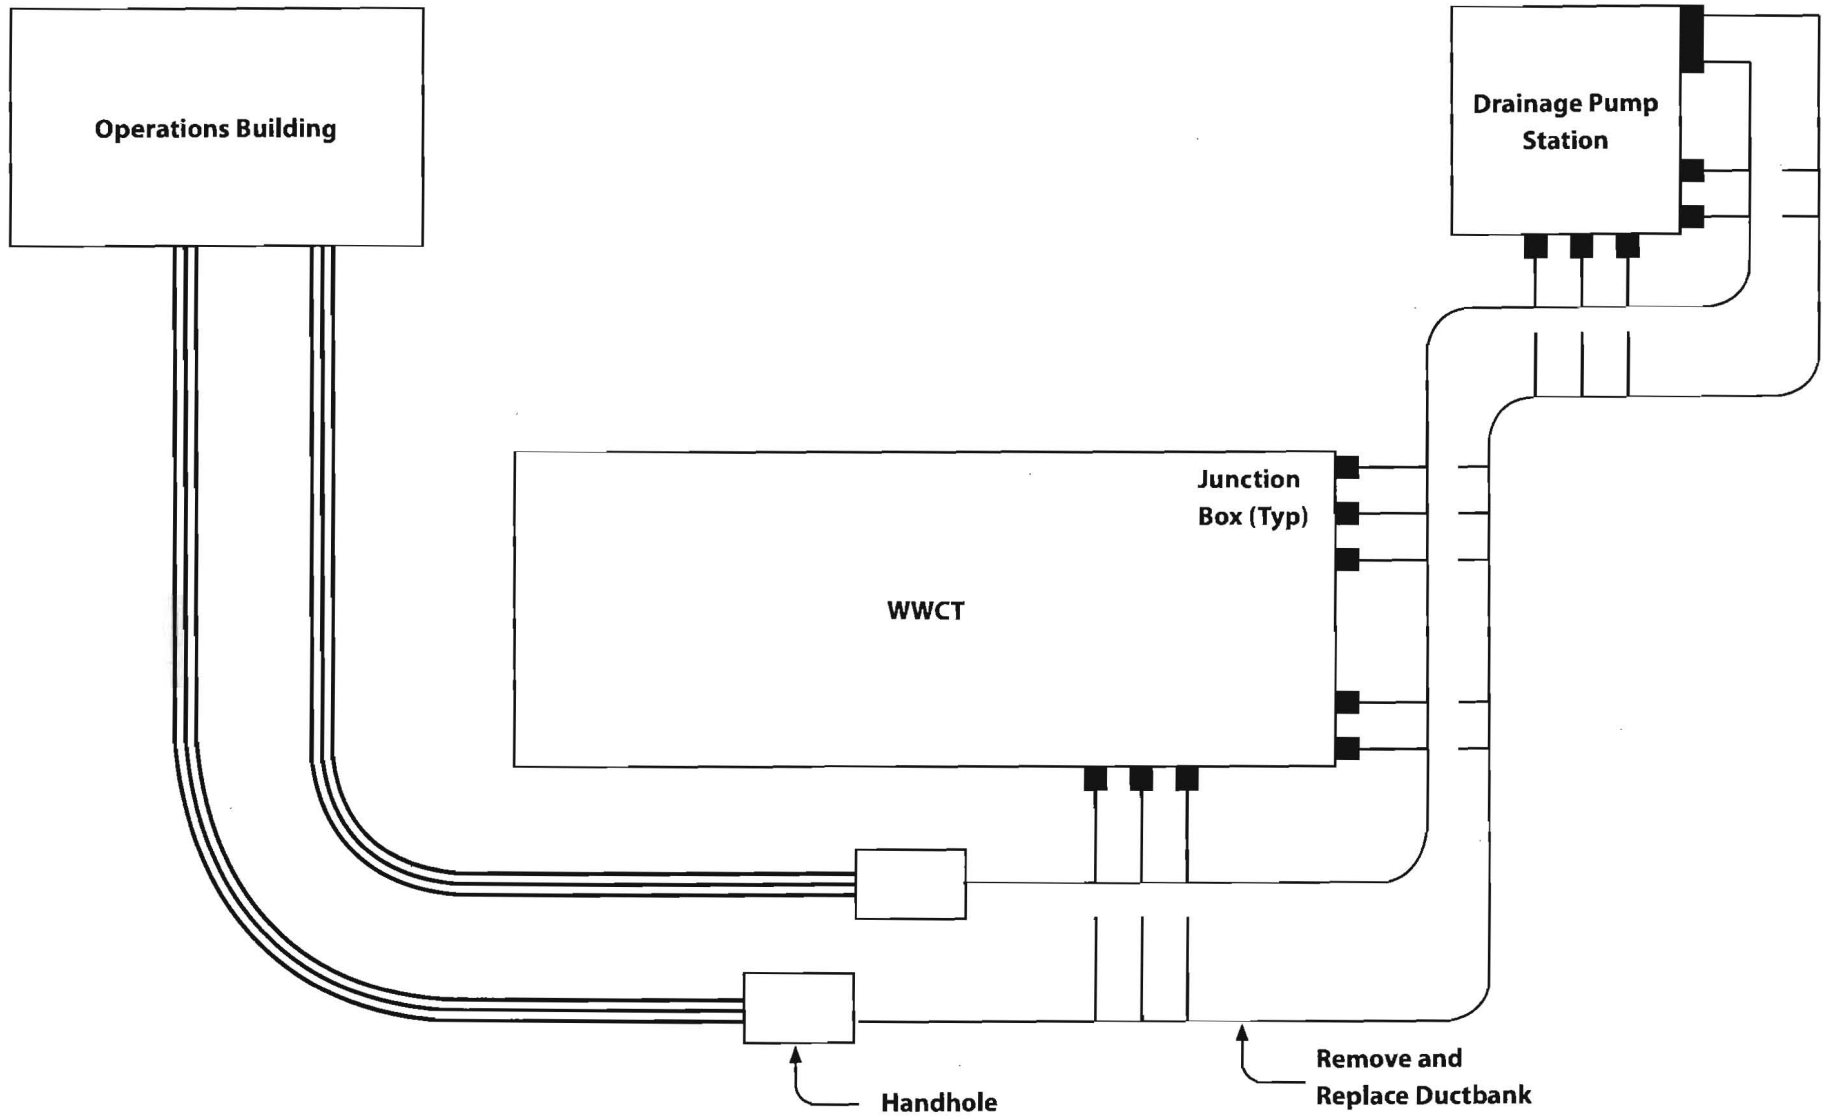 Operations Building
Drainage Pump
Station
Junction
Box (Typ)
WWCT
Remove and
Replace Ductbank
Handhole